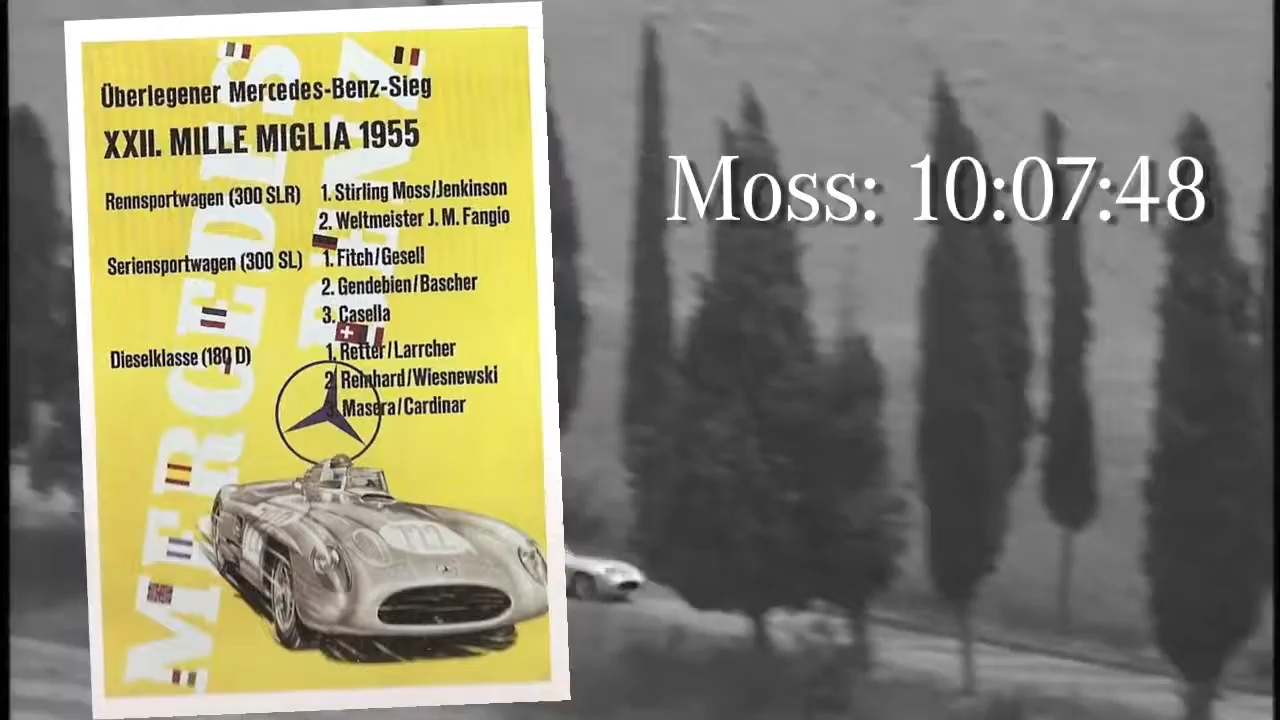 Überlegener Mercedes-Benz-Sieg
XXII. MILLE MIGLIA 1955
Rennsportwagen (300 SLR) 1. Stirling Moss/Jenkinson
2. Weltmeister J. M. Fangio
Seriensportwagen (300 SL) 1. Fitch/Gesell
2. Gendebien/Bascher
3. Casella
Dieselklasse (180 D) 1. Retter/Larrcher
2. Reinhard/Wiesnewski
3. Masera/Cardinar
MERCEDES
BENZ
722
Moss: 10:07:48